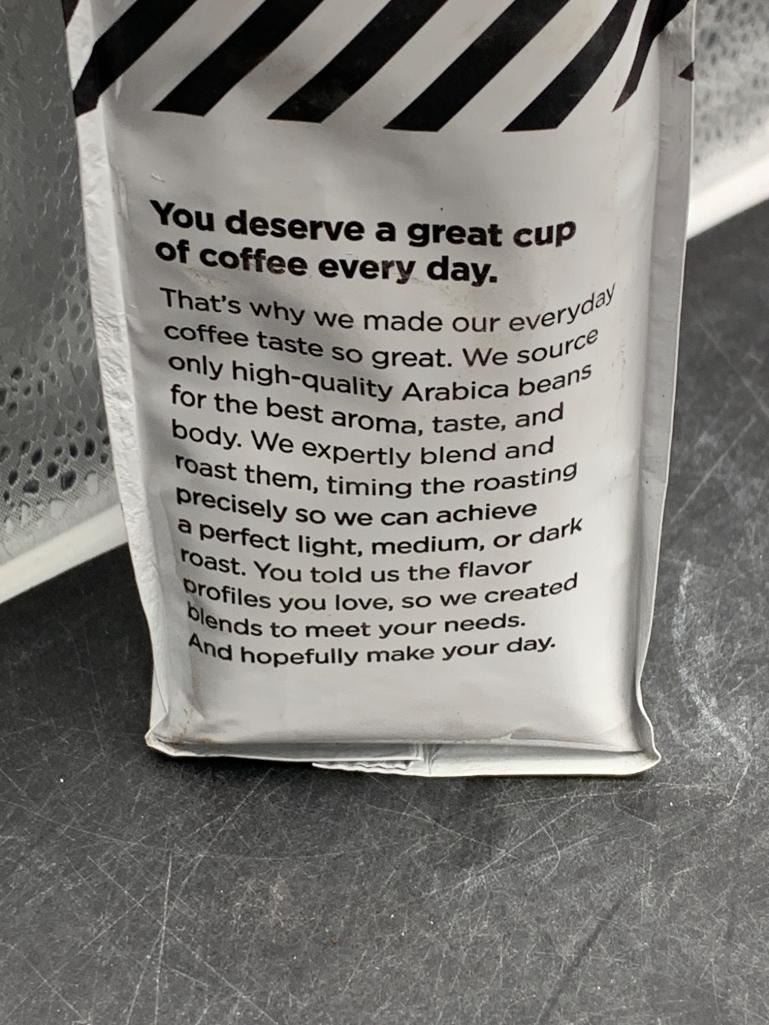 You deserve a great cup
of coffee every day.
That's why we made our everyday
coffee taste so great. We source
only high-quality Arabica beans
for the best aroma, taste, and
body. We expertly blend and
roast them, timing the roasting
precisely so we can achieve
a perfect light, medium, or dark
roast. You told us the flavor
profiles you love, so we created
blends to meet your needs.
And hopefully make your day.